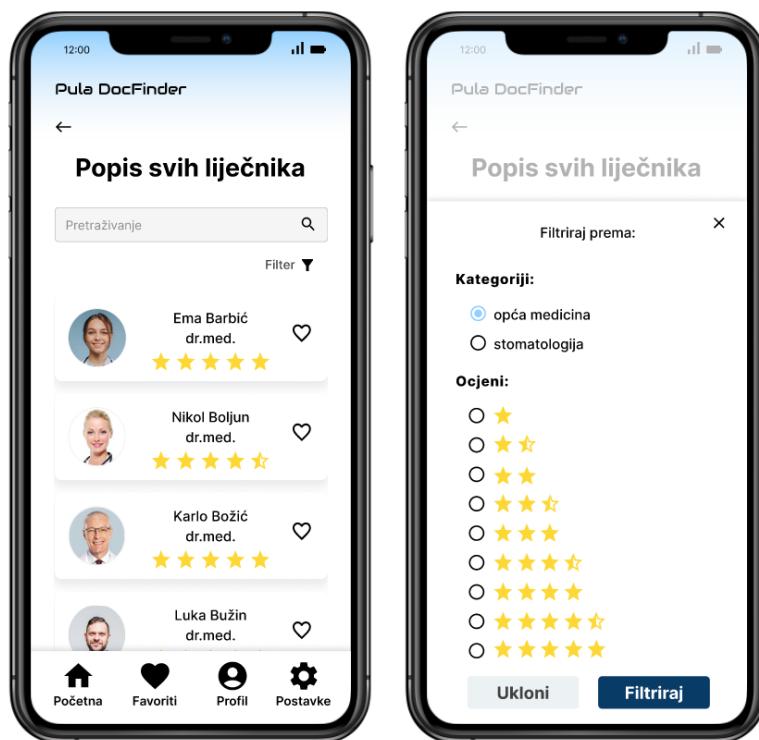 12:00
Pula DocFinder
Popis svih liječnika
Pretraživanje
Filter
Ema Barbić
dr.med.
Nikol Boljun
dr.med.
Karlo Božić
dr.med.
Luka Bužin
dr.med.
Početna Favoriti Profil Postavke
12:00
Pula DocFinder
Popis svih liječnika
Filtriraj prema:
Kategoriji:
opća medicina
stomatologija
Ocjeni:
Ukloni Filtriraj